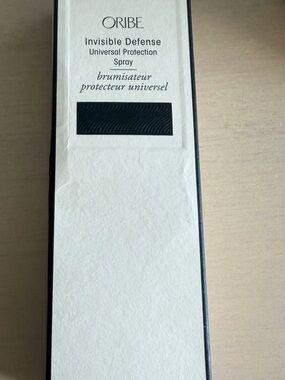 ORIBE
Invisible Defense
Universal Protection
Spray
brumisateur
protecteur universel